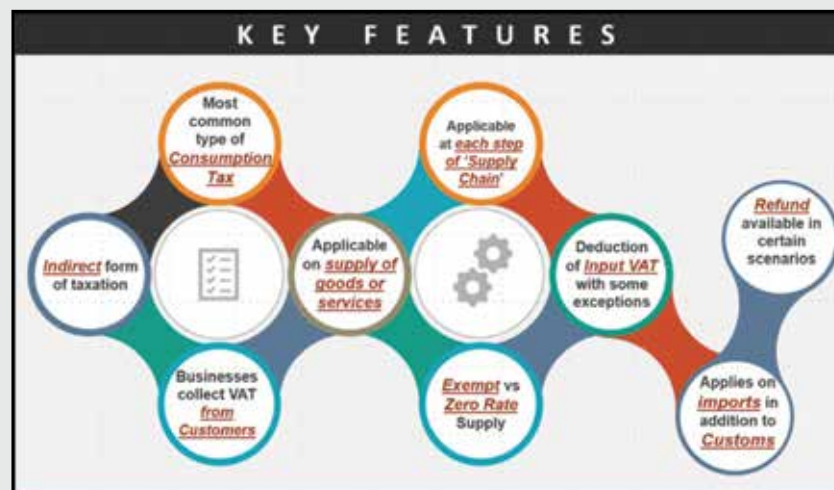 KEY FEATURES
Most
common
type of
Consumption
Tax
Indirect form
of taxation
Businesses
collect VAT
from
Customers
Applicable
on supply of
goods or
services
Applicable
at each step
of ‘Supply
Chain’
Exempt vs
Zero Rate
Supply
Deduction
of Input VAT
with some
exceptions
Refund
available in
certain
scenarios
Applies on
imports in
addition to
Customs